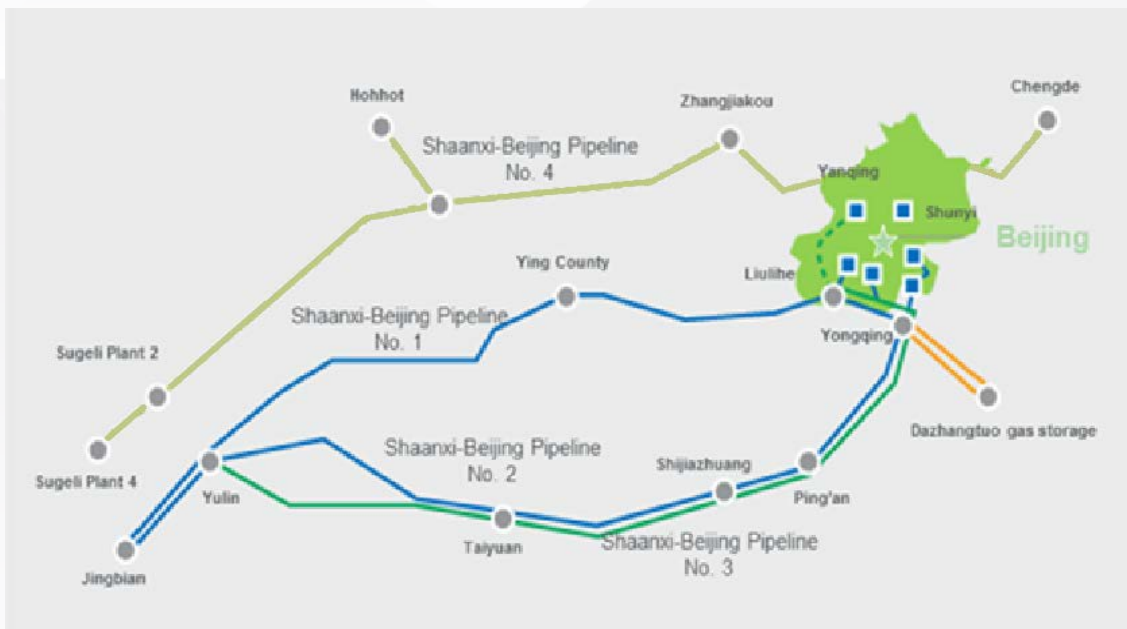 Chengde
Hohhot
Zhangjiakou
Shaanxi-Beijing Pipeline
No. 4
Yanqing
Shunyi
Beijing
Ying County
Liulihe
Shaanxi-Beijing Pipeline
No. 1
Yongqing
Sugeli Plant 2
Dazhangtuo gas storage
Shaanxi-Beijing Pipeline
No. 2
Shijiazhuang
Sugeli Plant 4
Yulin
Ping'an
Taiyuan
Shaanxi-Beijing Pipeline
No. 3
Jingbian